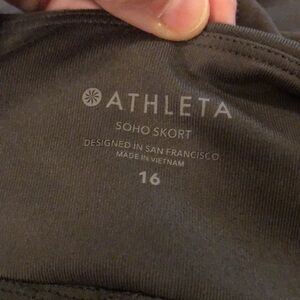 ATHLETA
SOHO SKORT
DESIGNED IN SAN FRANCISCO.
MADE IN VIETNAM
16